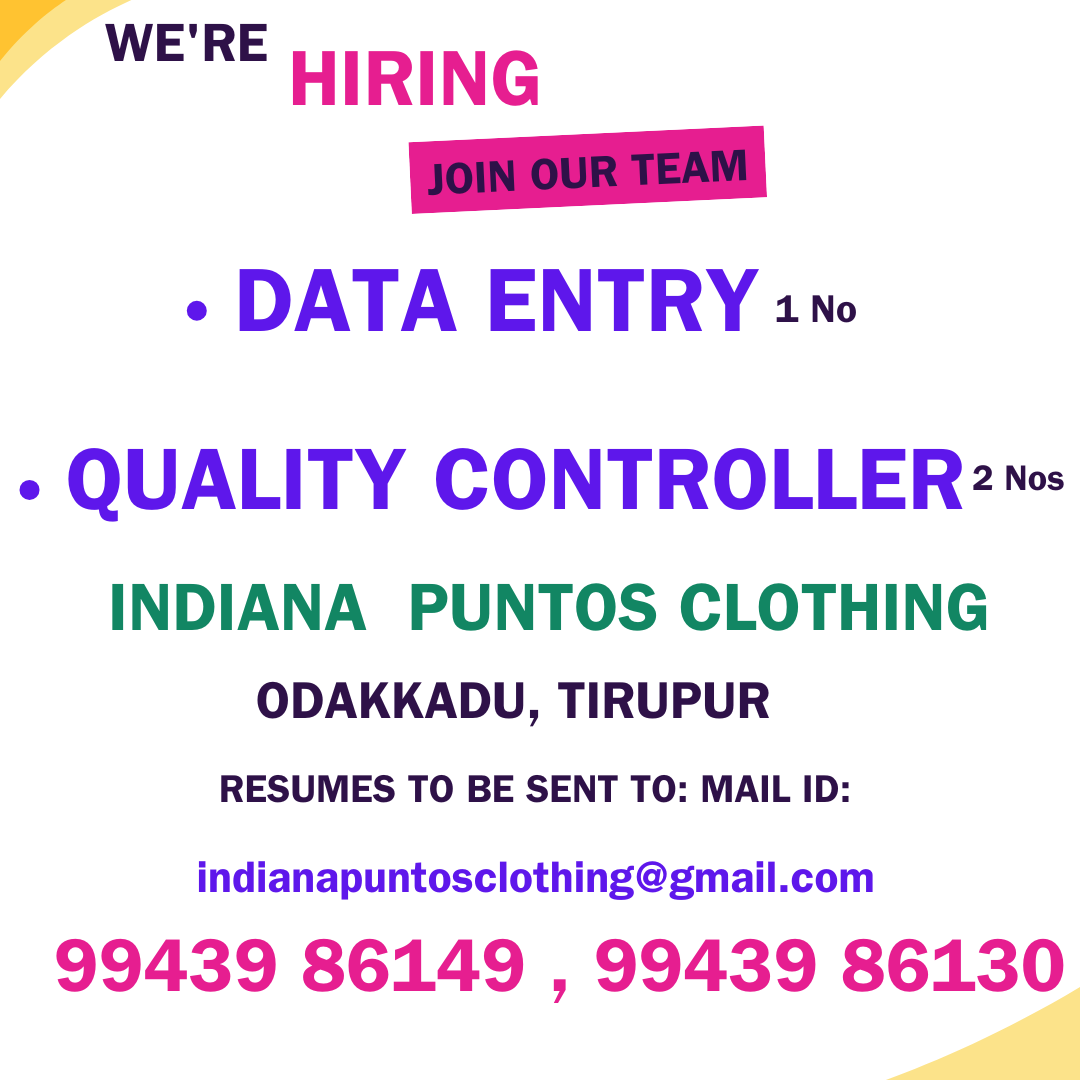 WE'RE
HIRING
JOIN OUR TEAM
• DATA ENTRY 1 No
• QUALITY CONTROLLER 2 Nos
INDIANA PUNTOS CLOTHING
ODAKKADU, TIRUPUR
RESUMES TO BE SENT TO: MAIL ID:
indianapuntosclothing@gmail.com
99439 86149 , 99439 86130